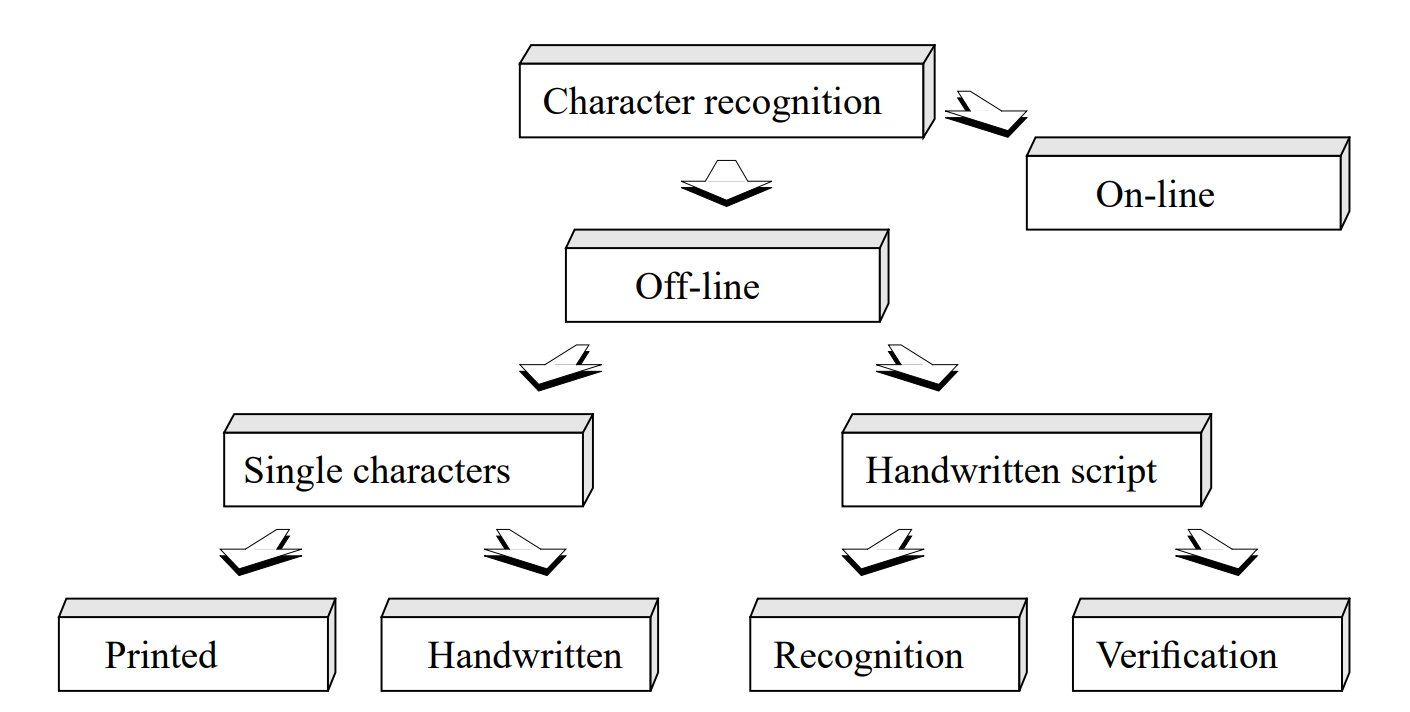 Character recognition
On-line
Off-line
Single characters
Handwritten script
Printed
Handwritten
Recognition
Verification